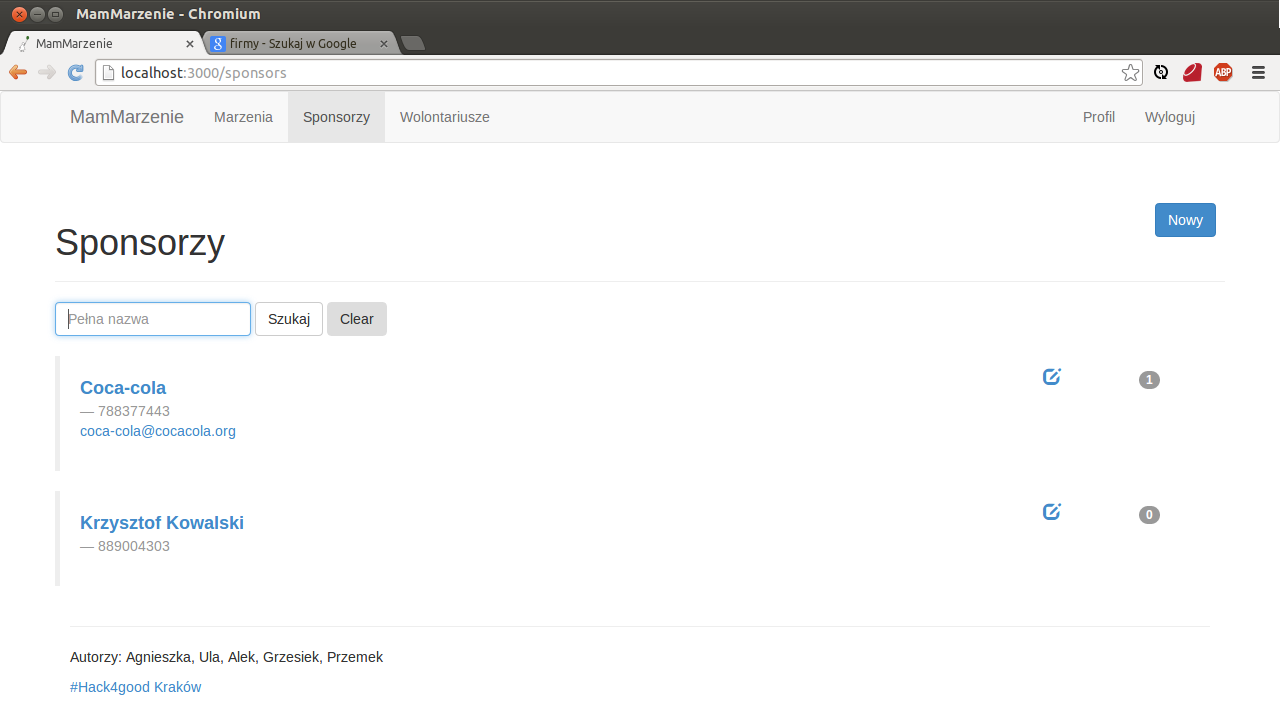 MamMarzenie - Chromium
MamMarzenie
firmy - Szukaj w Google
localhost:3000/sponsors
ABP
MamMarzenie Marzenia Sponsorzy Wolontariusze Profil Wyloguj
Nowy
Sponsorzy
Pełna nazwa Szukaj Clear
Coca-cola 1
— 788377443
coca-cola@cocacola.org
Krzysztof Kowalski 0
— 889004303
Autorzy: Agnieszka, Ula, Alek, Grzesiek, Przemek
#Hack4good Kraków